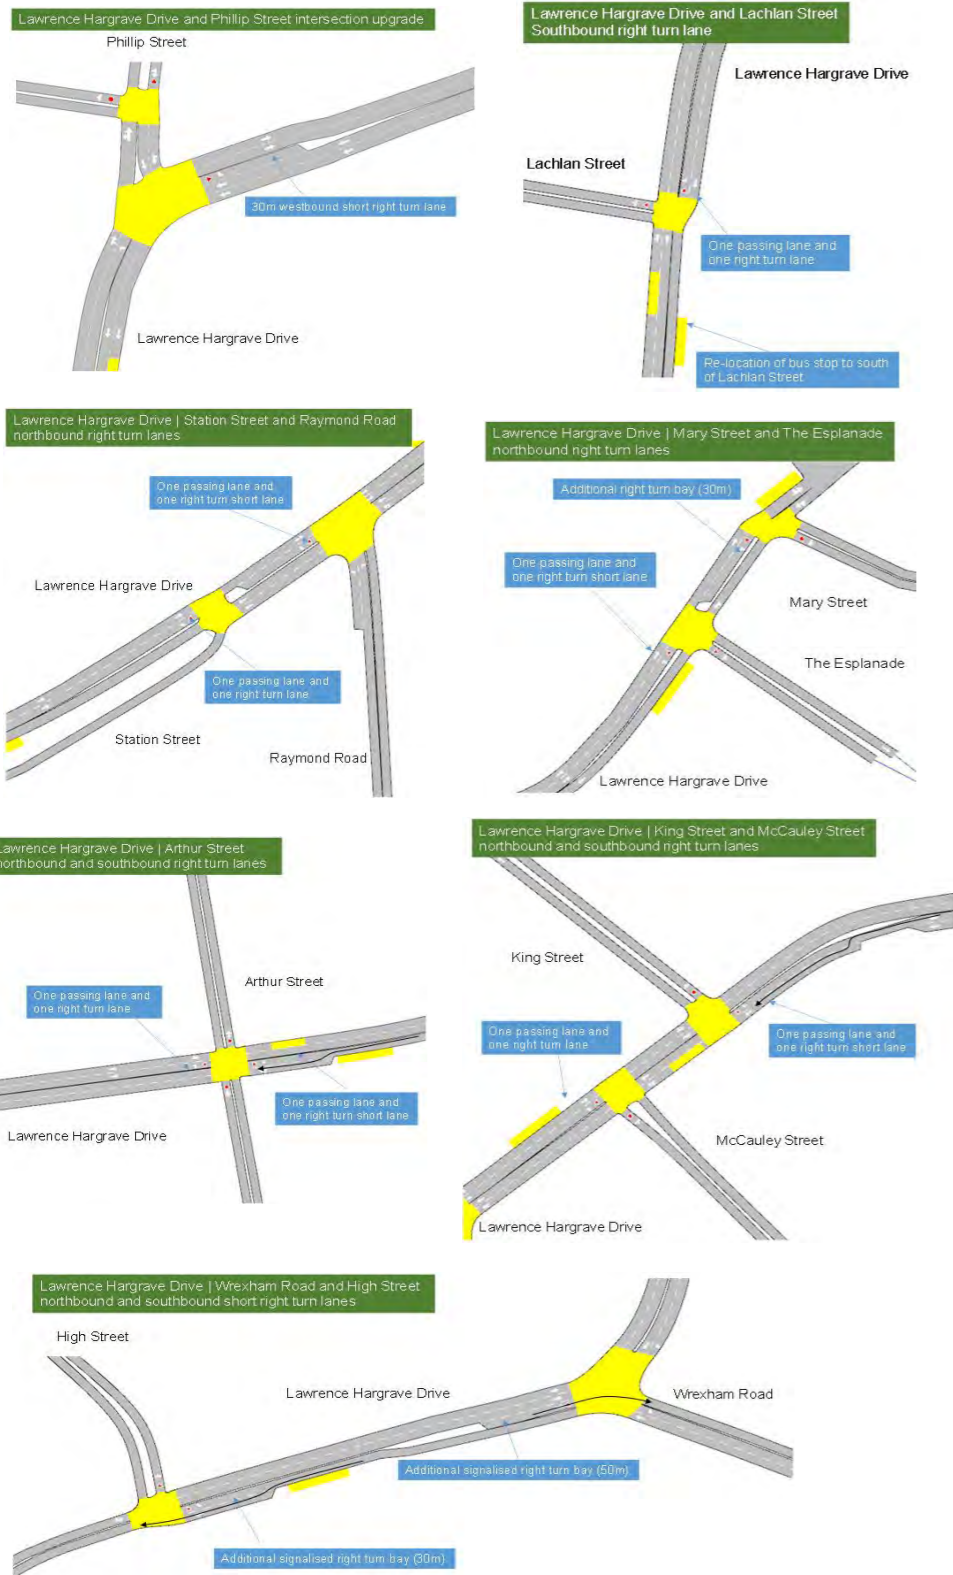 Lawrence Hargrave Drive and Phillip Street intersection upgrade
Phillip Street
30m westbound short right turn lane
Lawrence Hargrave Drive
Lawrence Hargrave Drive and Lachlan Street
Southbound right turn lane
Lawrence Hargrave Drive
Lachlan Street
One passing lane and
one right turn lane
Re-location of bus stop to south
of Lachlan Street
Lawrence Hargrave Drive | Station Street and Raymond Road
northbound right turn lanes
One passing lane and
one right turn short lane
Lawrence Hargrave Drive
One passing lane and
one right turn lane
Station Street
Raymond Road
Lawrence Hargrave Drive | Mary Street and The Esplanade
northbound right turn lanes
Additional right turn bay (30m)
One passing lane and
one right turn short lane
Mary Street
The Esplanade
Lawrence Hargrave Drive
Lawrence Hargrave Drive | Arthur Street
northbound and southbound right turn lanes
Arthur Street
One passing lane and
one right turn lane
One passing lane and
one right turn short lane
Lawrence Hargrave Drive
Lawrence Hargrave Drive | King Street and McCauley Street
northbound and southbound right turn lanes
King Street
One passing lane and
one right turn lane
One passing lane and
one right turn short lane
McCauley Street
Lawrence Hargrave Drive
Lawrence Hargrave Drive | Wrexham Road and High Street
northbound and southbound short right turn lanes
High Street
Lawrence Hargrave Drive
Wrexham Road
Additional signalised right turn bay (50m)
Additional signalised right turn bay (30m)